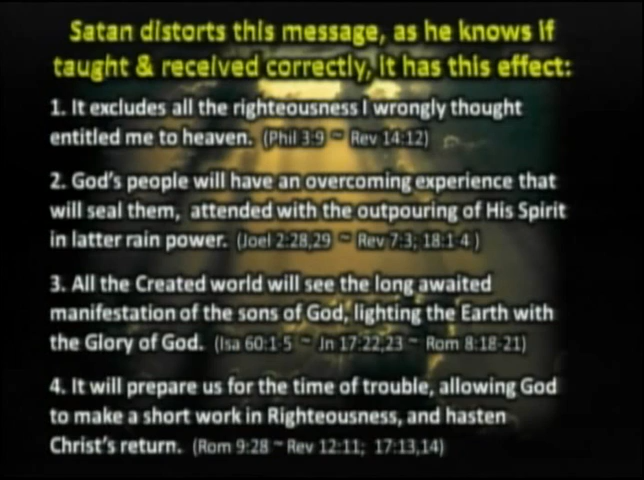 Satan distorts this message, as he knows if
taught & received correctly, it has this effect:
1. It excludes all the righteousness I wrongly thought
entitled me to heaven. (Phil 3:9 ~ Rev 14:12)
2. God's people will have an overcoming experience that
will seal them, attended with the outpouring of His Spirit
in latter rain power. (Joel 2:28,29 ~ Rev 7:3; 18:1-4 )
3. All the Created world will see the long awaited
manifestation of the sons of God, lighting the Earth with
the Glory of God. (Isa 60:1-5 ~ Jn 17:22,23 ~ Rom 8:18-21)
4. It will prepare us for the time of trouble, allowing God
to make a short work in Righteousness, and hasten
Christ's return. (Rom 9:28 ~ Rev 12:11; 17:13,14)